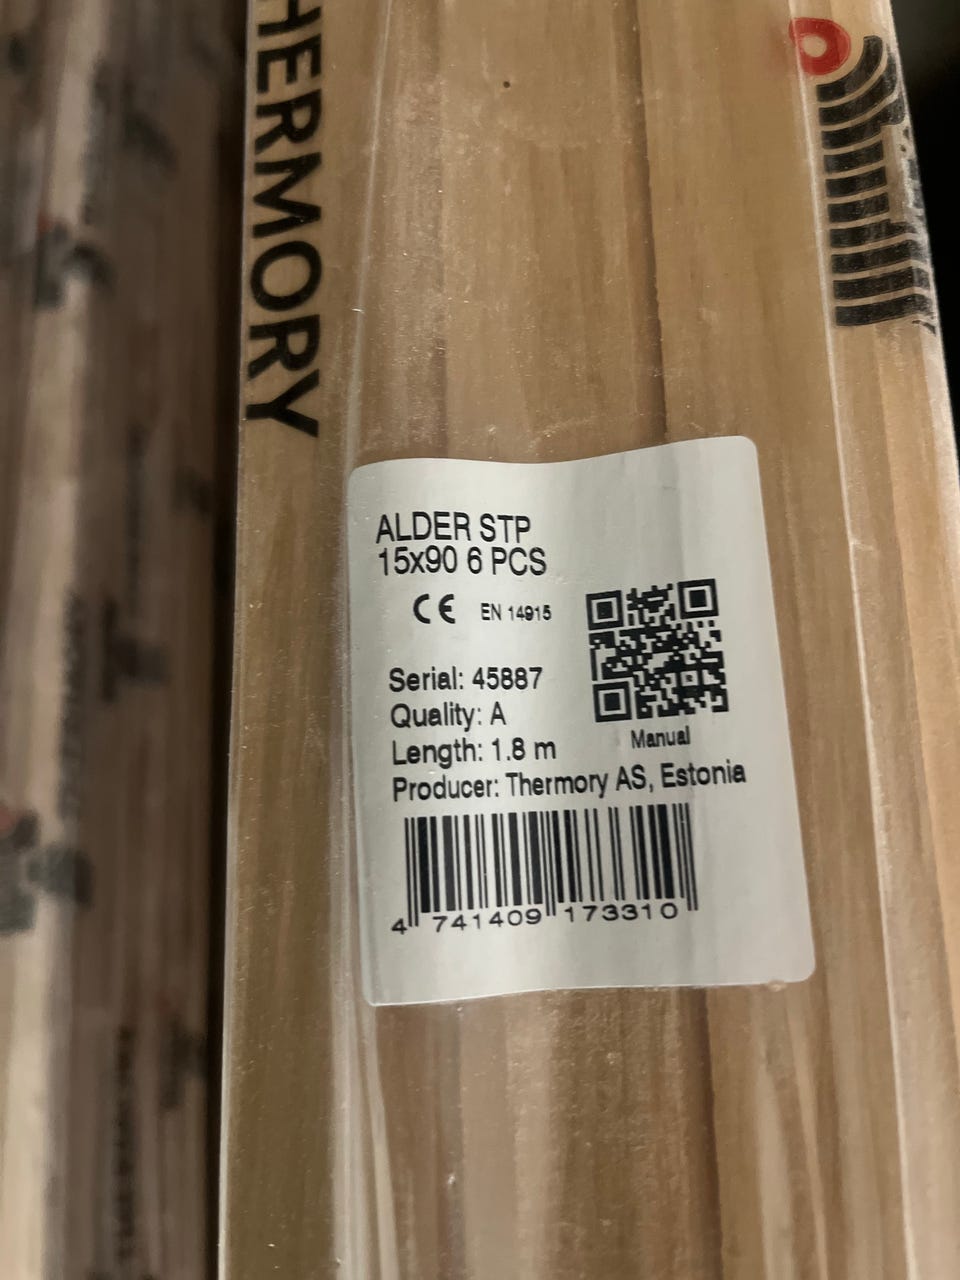 THERMORY
ALDER STP
15x90 6 PCS
CE EN 14915
Serial: 45887
Quality: A
Length: 1.8 m
Manual
Producer: Thermory AS, Estonia
4 741409 173310